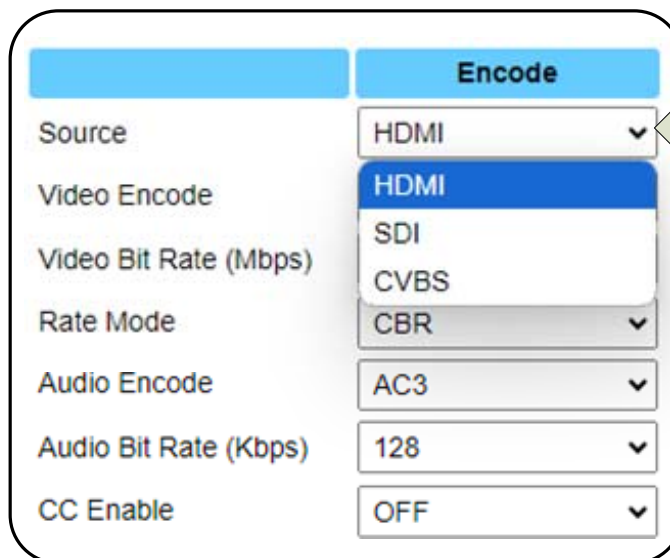 Encode
Source HDMI
HDMI
Video Encode
SDI
Video Bit Rate (Mbps)
CVBS
Rate Mode CBR
Audio Encode AC3
Audio Bit Rate (Kbps) 128
CC Enable OFF